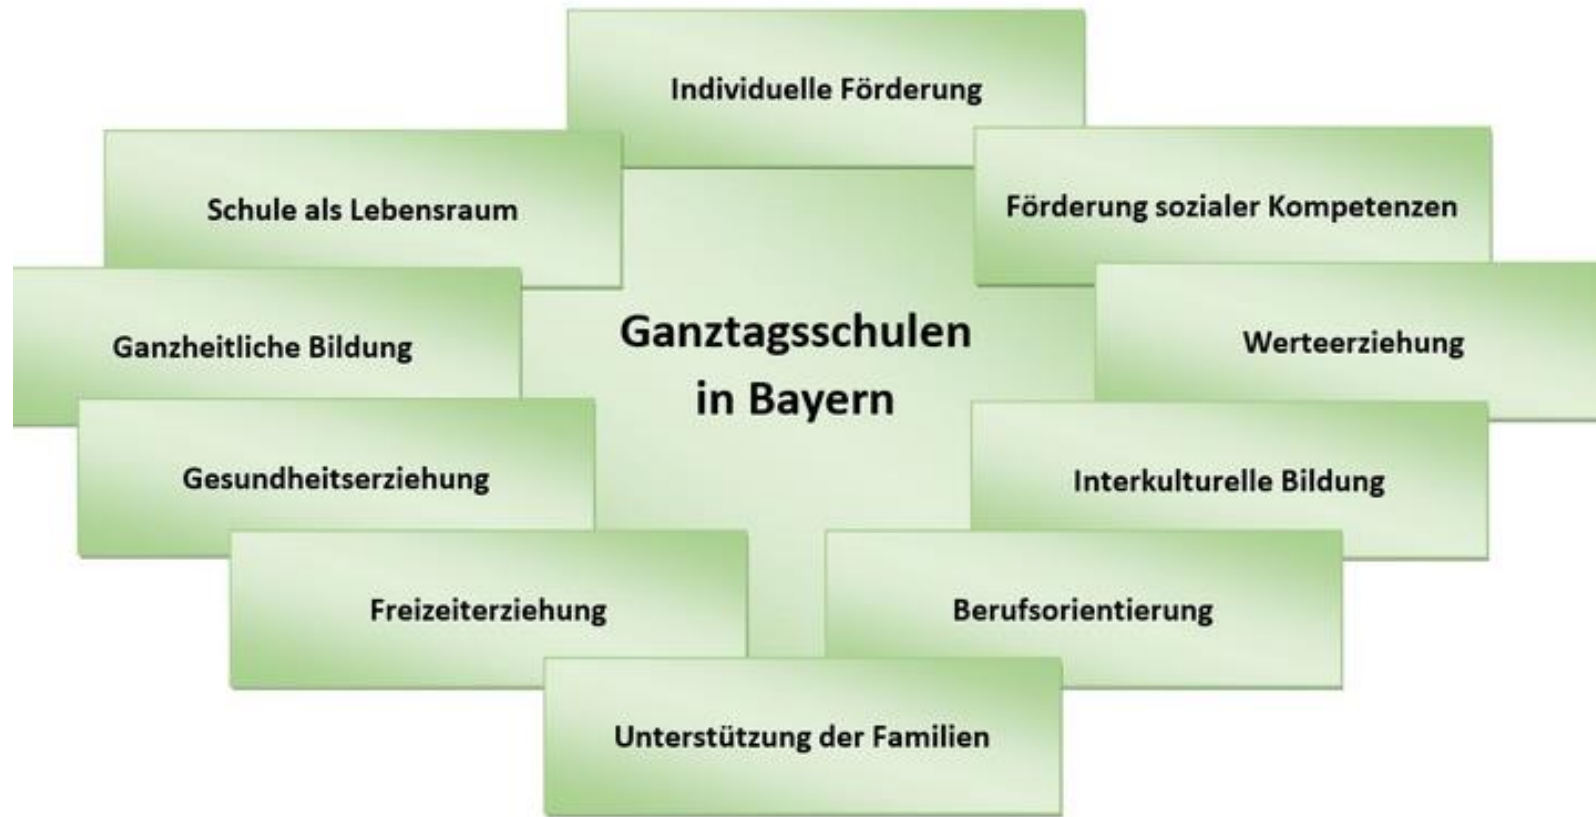 Individuelle Förderung
Schule als Lebensraum
Förderung sozialer Kompetenzen
Ganztagsschulen
in Bayern
Ganzheitliche Bildung
Werteerziehung
Gesundheitserziehung
Interkulturelle Bildung
Freizeiterziehung
Berufsorientierung
Unterstützung der Familien